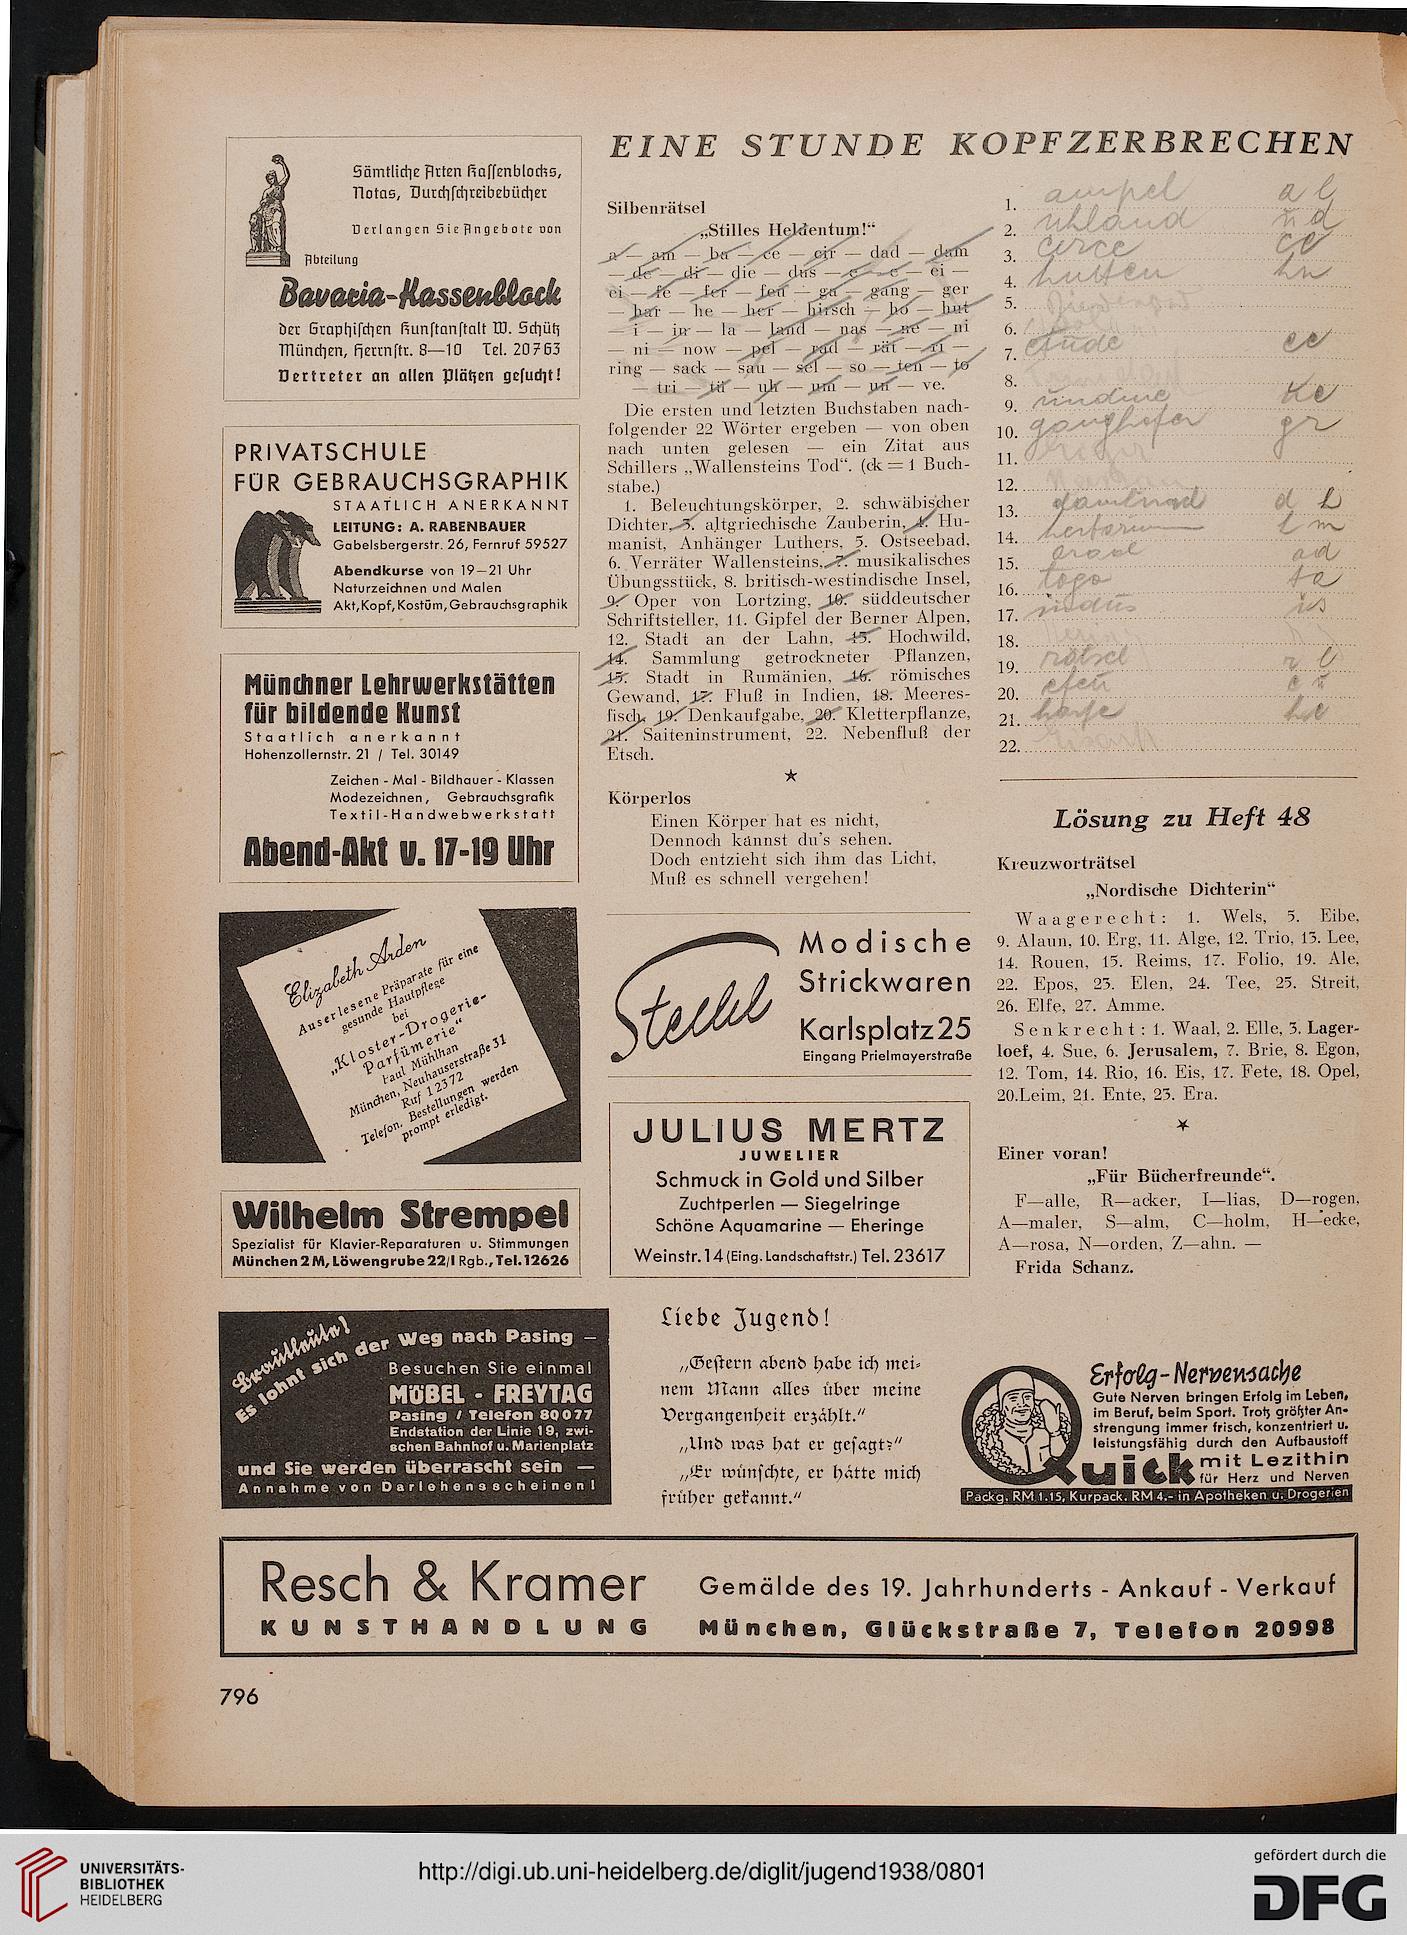 Sämtliche Arten Kassenblocks,
Notas, Durchschreibebücher
Verlangen Sie Angebote von
Abteilung
Bavaria-Kassenblock
der Graphischen Kunstanstalt W. Schütz
München, Herrnstr. 8—10 Tel. 20763
Vertreter an allen Plätzen gesucht!
PRIVATSCHULE
FÜR GEBRAUCHSGRAPHIK
STAATLICH ANERKANNT
LEITUNG: A. RABENBAUER
Gabelsbergerstr. 26, Fernruf 59527
Abendkurse von 19—21 Uhr
Naturzeichnen und Malen
Akt, Kopf, Kostüm, Gebrauchsgraphik
Münchner Lehrwerkstätten
für bildende Kunst
Staatlich anerkannt
Hohenzollernstr. 21 / Tel. 30149
Zeichen - Mal - Bildhauer - Klassen
Modezeichnen, Gebrauchsgrafik
Textil-Handwebwerkstatt
Abend-Akt v. 17-19 Uhr
Elizabeth Arden
Auserlesene Präparate für eine
gesunde Hautpflege
bei
„Kloster-Drogerie-
Parfümerie“
Paul Mühlhan
München, Neuhauserstraße 31
Ruf 12372
Telefon. Bestellungen werden
prompt erledigt.
Wilhelm Strempel
Spezialist für Klavier-Reparaturen u. Stimmungen
München 2 M, Löwengrube 22/I Rgb., Tel. 12626
Brautleute!
Es lohnt sich der Weg nach Pasing —
Besuchen Sie einmal
MÖBEL - FREYTAG
Pasing / Telefon 80077
Endstation der Linie 19, zwi-
schen Bahnhof u. Marienplatz
und Sie werden überrascht sein —
Annahme von Darlehensscheinen!
EINE STUNDE KOPFZERBRECHEN
Silbenrätsel
„Stilles Heldentum!“
a — am — ba — ce — cir — dad — dam
— de — di — die — dus — e — e — ei —
ei — fe — fer — feu — ga — gang — ger
— har — he — her — hirsch — ho — hut
— i — in — la — land — nas — ne — ni
— ni — now — pel — rad — rät — ri —
ring — sack — sau — sel — so — ten — to
— tri — tü — uh — um — un — ve.
Die ersten und letzten Buchstaben nach-
folgender 22 Wörter ergeben — von oben
nach unten gelesen — ein Zitat aus
Schillers „Wallensteins Tod“. (ck = 1 Buch-
stabe.)
1. Beleuchtungskörper, 2. schwäbischer
Dichter, 3. altgriechische Zauberin, 4. Hu-
manist, Anhänger Luthers, 5. Ostseebad,
6. Verräter Wallensteins, 7. musikalisches
Übungsstück, 8. britisch-westindische Insel,
9. Oper von Lortzing, 10. süddeutscher
Schriftsteller, 11. Gipfel der Berner Alpen,
12. Stadt an der Lahn, 13. Hochwild,
14. Sammlung getrockneter Pflanzen,
15. Stadt in Rumänien, 16. römisches
Gewand, 17. Fluß in Indien, 18. Meeres-
fisch, 19. Denkaufgabe, 20. Kletterpflanze,
21. Saiteninstrument, 22. Nebenfluß der
Etsch.
Körperlos
Einen Körper hat es nicht,
Dennoch kannst du's sehen.
Doch entzieht sich ihm das Licht,
Muß es schnell vergehen!
Modische
Strickwaren
Karlsplatz 25
Eingang Prielmayerstraße
JULIUS MERTZ
JUWELIER
Schmuck in Gold und Silber
Zuchtperlen — Siegelringe
Schöne Aquamarine — Eheringe
Weinstr. 14 (Eing. Landschaftstr.) Tel. 23617
Liebe Jugend!
„Gestern abend habe ich mei-
nem Mann alles über meine
Vergangenheit erzählt.“
„Und was hat er gesagt?“
„Er wünschte, er hätte mich
früher gekannt.“
1. ampel a l
2. uhland u d
3. circe c e
4. hutten h n
5.
6.
7. etüde e e
8.
9. undine u e
10. ganghofer g r
11.
12.
13. damhirsch d
14. herbarium m
15.
16. toga t a
17. indus
18.
19. rätsel r l
20. efeu e u
21. harfe h e
22.
Lösung zu Heft 48
Kreuzworträtsel
„Nordische Dichterin“
Waagerecht: 1. Wels, 5. Eibe,
9. Alaun, 10. Erg, 11. Alge, 12. Trio, 13. Lee,
14. Rouen, 15. Reims, 17. Folio, 19. Ale,
22. Epos, 23. Elen, 24. Tee, 25. Streit,
26. Elfe, 27. Amme.
Senkrecht: 1. Waal, 2. Elle, 3. Lager-
loef, 4. Sue, 6. Jerusalem, 7. Brie, 8. Egon,
12. Tom, 14. Rio, 16. Eis, 17. Fete, 18. Opel,
20. Leim, 21. Ente, 23. Era.
Einer voran!
„Für Bücherfreunde“.
F—alle, R—acker, I—lias, D—rogen,
A—maler, S—alm, C—holm, H—ecke,
A—rosa, N—orden, Z—ahn. —
Frida Schanz.
Erfolg-Nervensache
Gute Nerven bringen Erfolg im Leben,
im Beruf, beim Sport. Trotz größter An-
strengung immer frisch, konzentriert u.
leistungsfähig durch den Aufbaustoff
Quick mit Lezithin
für Herz und Nerven
Packg. RM 1.15, Kurpack. RM 4.- in Apotheken u. Drogerien
Resch & Kramer
KUNSTHANDLUNG
Gemälde des 19. Jahrhunderts - Ankauf - Verkauf
München, Glückstraße 7, Telefon 20998
796
UNIVERSITÄTS-
BIBLIOTHEK
HEIDELBERG
http://digi.ub.uni-heidelberg.de/diglit/jugend1938/0801
gefördert durch die
DFG